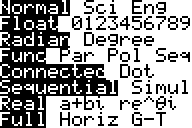 Normal Sci Eng
Float 0123456789
Radian Degree
Func Par Pol Seq
Connected Dot
Sequential Simul
Real a+bi re^θi
Full Horiz G-T